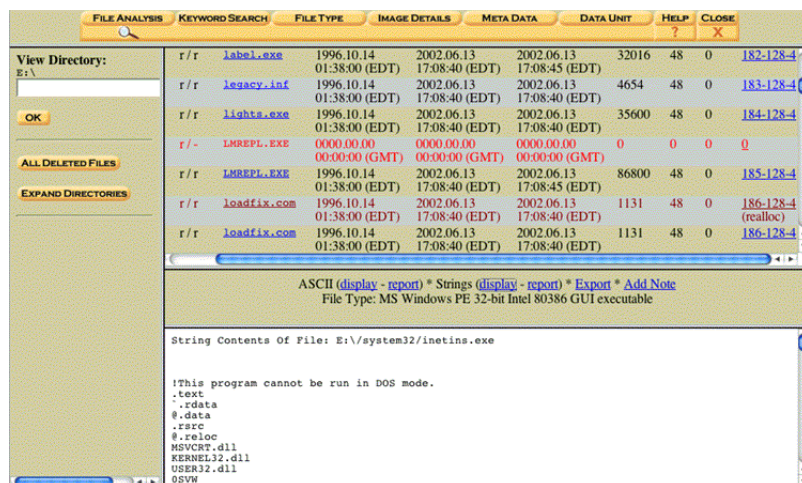 FILE ANALYSIS KEYWORD SEARCH FILE TYPE IMAGE DETAILS META DATA DATA UNIT HELP CLOSE
? X
View Directory:
E:\
OK
ALL DELETED FILES
EXPAND DIRECTORIES
r/r label.exe 1996.10.14 2002.06.13 2002.06.13 32016 48 0 182-128-4
01:38:00 (EDT) 17:08:40 (EDT) 17:08:45 (EDT)
r/r legacy.inf 1996.10.14 2002.06.13 2002.06.13 4654 48 0 183-128-4
01:38:00 (EDT) 17:08:40 (EDT) 17:08:40 (EDT)
r/r lights.exe 1996.10.14 2002.06.13 2002.06.13 35600 48 0 184-128-4
01:38:00 (EDT) 17:08:40 (EDT) 17:08:40 (EDT)
r/- LMREPL.EXE 0000.00.00 0000.00.00 0000.00.00 0 0 0 0
00:00:00 (GMT) 00:00:00 (GMT) 00:00:00 (GMT)
r/r LMREPL.EXE 1996.10.14 2002.06.13 2002.06.13 86800 48 0 185-128-4
01:38:00 (EDT) 17:08:40 (EDT) 17:08:45 (EDT)
r/r loadfix.com 1996.10.14 2002.06.13 2002.06.13 1131 48 0 186-128-4
01:38:00 (EDT) 17:08:40 (EDT) 17:08:40 (EDT) (realloc)
r/r loadfix.com 1996.10.14 2002.06.13 2002.06.13 1131 48 0 186-128-4
01:38:00 (EDT) 17:08:40 (EDT) 17:08:40 (EDT)
ASCII (display - report) * Strings (display - report) * Export * Add Note
File Type: MS Windows PE 32-bit Intel 80386 GUI executable
String Contents Of File: E:\/system32/inetins.exe
!This program cannot be run in DOS mode.
.text
`.rdata
@.data
.rsrc
@.reloc
MSVCRT.dll
KERNEL32.dll
USER32.dll
0SVW